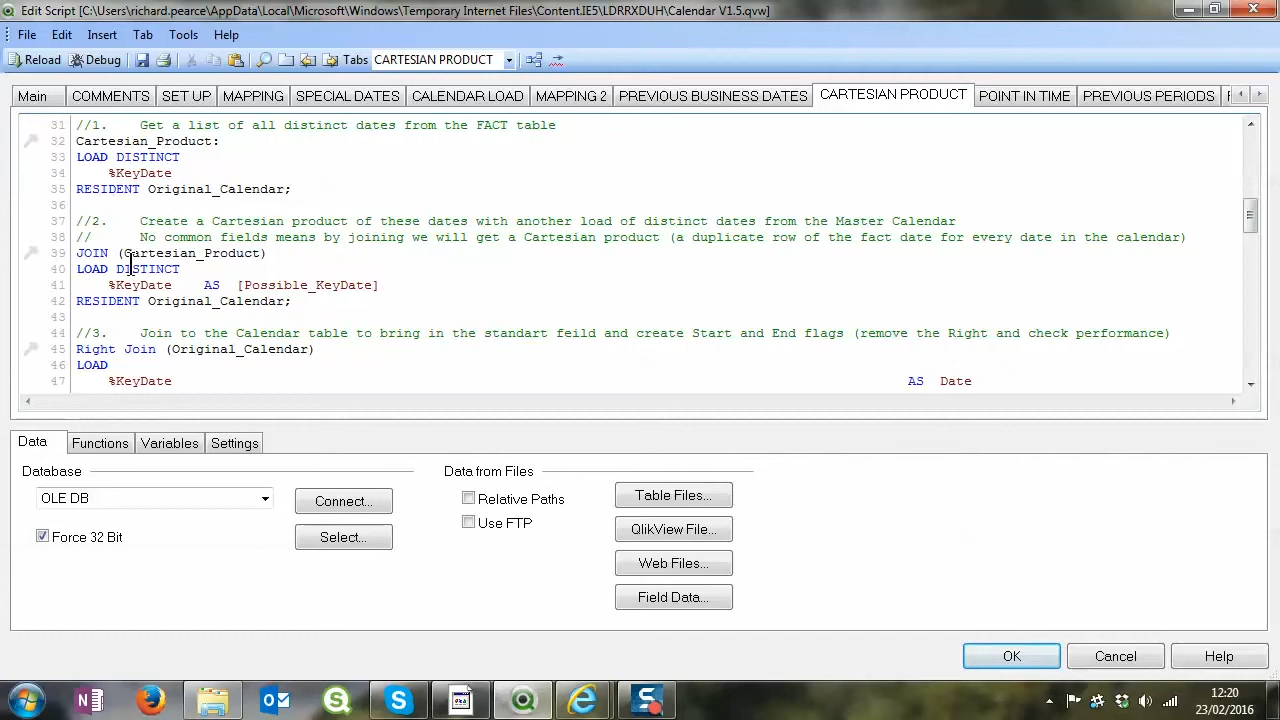 Edit Script [C:\Users\richard.pearce\AppData\Local\Microsoft\Windows\Temporary Internet Files\Content.IE5\LDRRXDUH\Calendar V1.5.qvw]
File Edit Insert Tab Tools Help
Reload Debug Tabs CARTESIAN PRODUCT
Main COMMENTS SET UP MAPPING SPECIAL DATES CALENDAR LOAD MAPPING 2 PREVIOUS BUSINESS DATES CARTESIAN PRODUCT POINT IN TIME PREVIOUS PERIODS
31 //1. Get a list of all distinct dates from the FACT table
32 Cartesian_Product:
33 LOAD DISTINCT
34 %KeyDate
35 RESIDENT Original_Calendar;
36
37 //2. Create a Cartesian product of these dates with another load of distinct dates from the Master Calendar
38 // No common fields means by joining we will get a Cartesian product (a duplicate row of the fact date for every date in the calendar)
39 JOIN (Cartesian_Product)
40 LOAD DISTINCT
41 %KeyDate AS [Possible_KeyDate]
42 RESIDENT Original_Calendar;
43
44 //3. Join to the Calendar table to bring in the standart feild and create Start and End flags (remove the Right and check performance)
45 Right Join (Original_Calendar)
46 LOAD
47 %KeyDate AS Date
Data Functions Variables Settings
Database
OLE DB
Connect...
Force 32 Bit
Select...
Data from Files
Relative Paths
Use FTP
Table Files...
QlikView File...
Web Files...
Field Data...
OK Cancel Help
12:20
23/02/2016